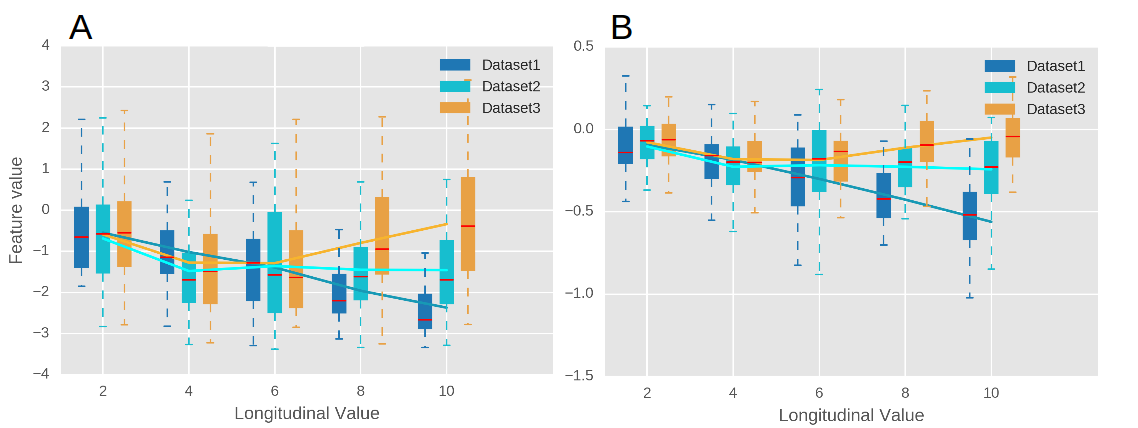 A
4
3
2
1
0
−1
−2
−3
−4
Feature value
2
4
6
8
10
Longitudinal Value
Dataset1
Dataset2
Dataset3
B
0.5
0.0
−0.5
−1.0
−1.5
2
4
6
8
10
Longitudinal Value
Dataset1
Dataset2
Dataset3